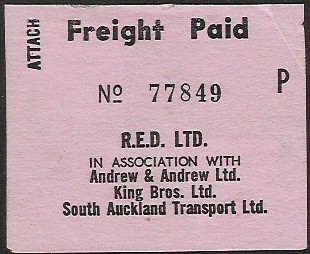 ATTACH
Freight Paid
No 77849
P
R.E.D. LTD.
IN ASSOCIATION WITH
Andrew & Andrew Ltd.
King Bros. Ltd.
South Auckland Transport Ltd.